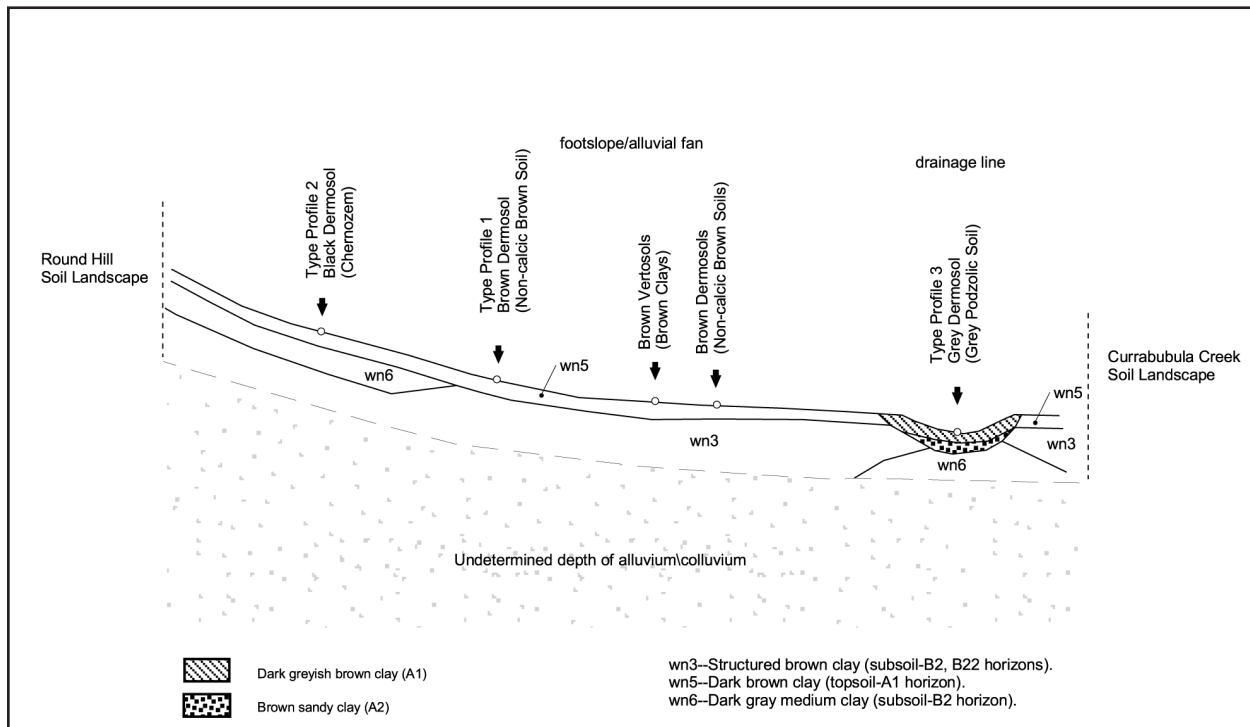 footslope/alluvial fan
drainage line
Round Hill
Soil Landscape
Type Profile 2
Black Dermosol
(Chernozem)
Type Profile 1
Brown Dermosol
(Non-calcic Brown Soil)
Brown Vertosols
(Brown Clays)
Brown Dermosols
(Non-calcic Brown Soils)
Type Profile 3
Grey Dermosol
(Grey Podzolic Soil)
Currabubula Creek
Soil Landscape
wn6
wn5
wn3
wn6
wn5
wn3
Undetermined depth of alluvium\colluvium
Dark greyish brown clay (A1)
Brown sandy clay (A2)
wn3--Structured brown clay (subsoil-B2, B22 horizons).
wn5--Dark brown clay (topsoil-A1 horizon).
wn6--Dark gray medium clay (subsoil-B2 horizon).